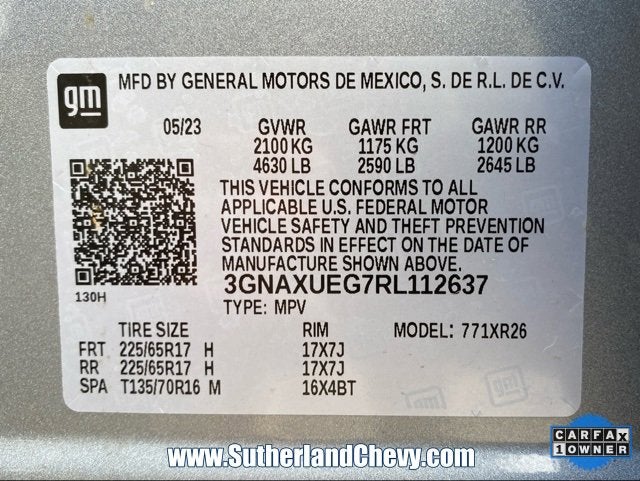 gm
MFD BY GENERAL MOTORS DE MEXICO, S. DE R.L. DE C.V.
05/23 GVWR GAWR FRT GAWR RR
2100 KG 1175 KG 1200 KG
4630 LB 2590 LB 2645 LB
THIS VEHICLE CONFORMS TO ALL
APPLICABLE U.S. FEDERAL MOTOR
VEHICLE SAFETY AND THEFT PREVENTION
STANDARDS IN EFFECT ON THE DATE OF
MANUFACTURE SHOWN ABOVE.
3GNAXUEG7RL112637
130H
TYPE: MPV
TIRE SIZE RIM MODEL: 771XR26
FRT 225/65R17 H 17X7J
RR 225/65R17 H 17X7J
SPA T135/70R16 M 16X4BT
CARFAX
1 OWNER
www.SutherlandChevy.com